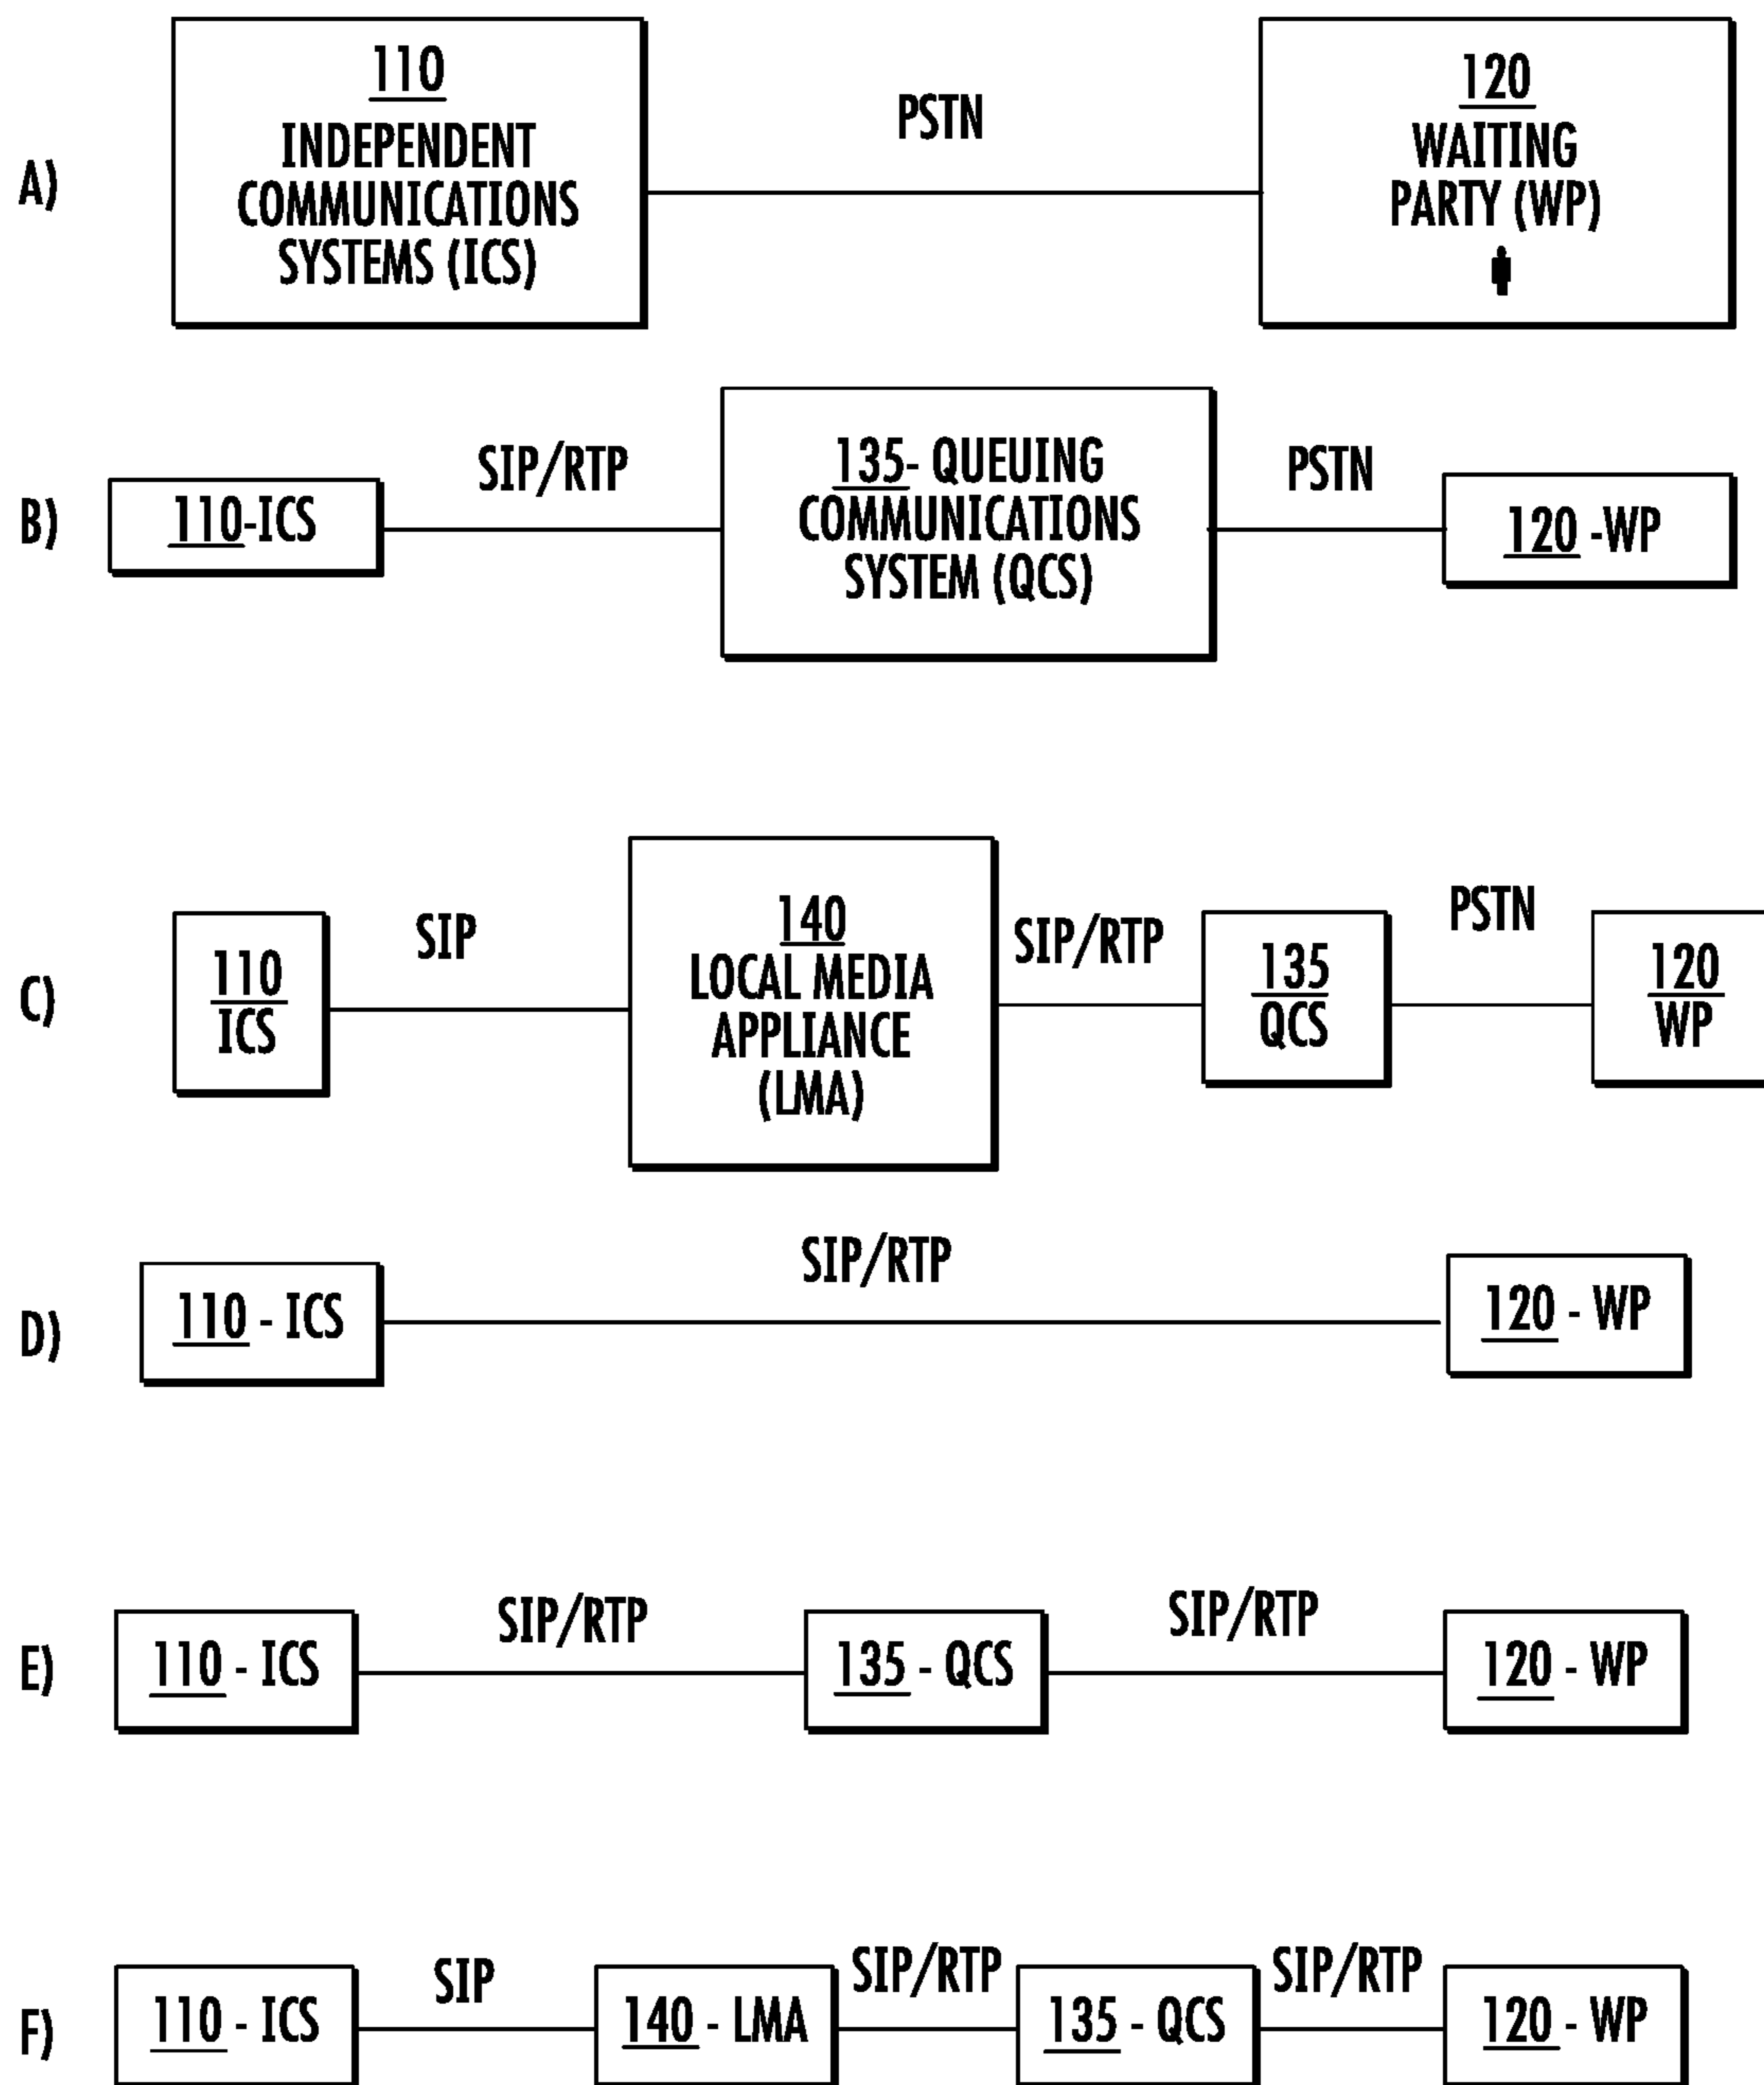 A)
110
INDEPENDENT
COMMUNICATIONS
SYSTEMS (ICS)
PSTN
120
WAITING
PARTY (WP)
B)
110-ICS
SIP/RTP
135- QUEUING
COMMUNICATIONS
SYSTEM (QCS)
PSTN
120 -WP
C)
110
ICS
SIP
140
LOCAL MEDIA
APPLIANCE
(LMA)
SIP/RTP
135
QCS
PSTN
120
WP
D)
110 - ICS
SIP/RTP
120 - WP
E)
110 - ICS
SIP/RTP
135 - QCS
SIP/RTP
120 - WP
F)
110 - ICS
SIP
140 - LMA
SIP/RTP
135 - QCS
SIP/RTP
120 - WP